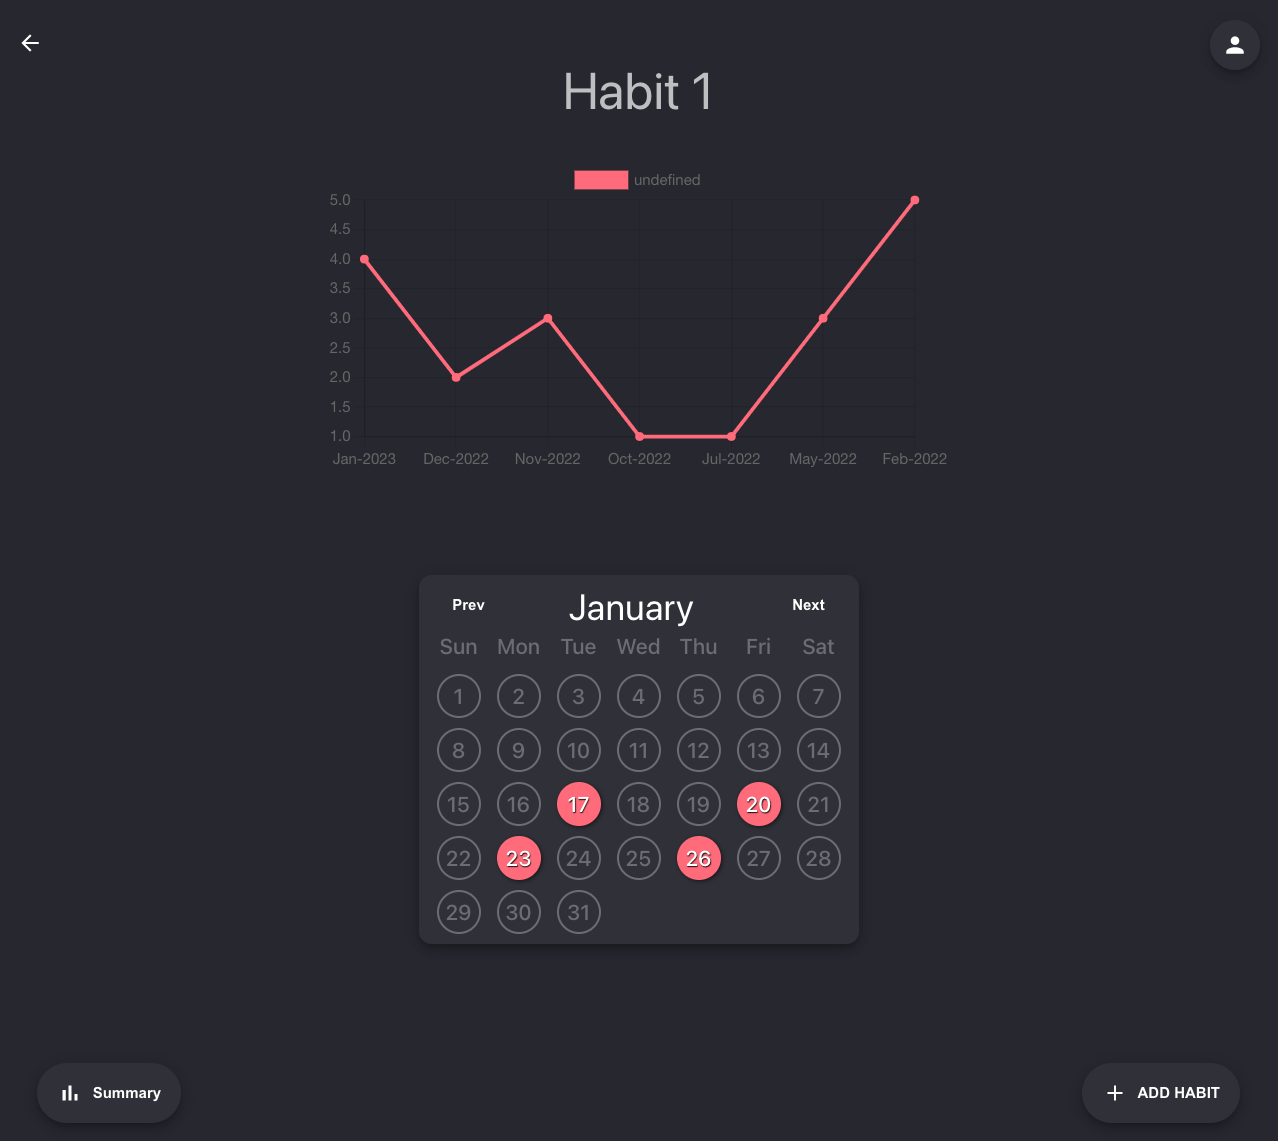 Habit 1
undefined
5.0
4.5
4.0
3.5
3.0
2.5
2.0
1.5
1.0
Jan-2023 Dec-2022 Nov-2022 Oct-2022 Jul-2022 May-2022 Feb-2022
Prev January Next
Sun Mon Tue Wed Thu Fri Sat
1 2 3 4 5 6 7
8 9 10 11 12 13 14
15 16 17 18 19 20 21
22 23 24 25 26 27 28
29 30 31
Summary ADD HABIT